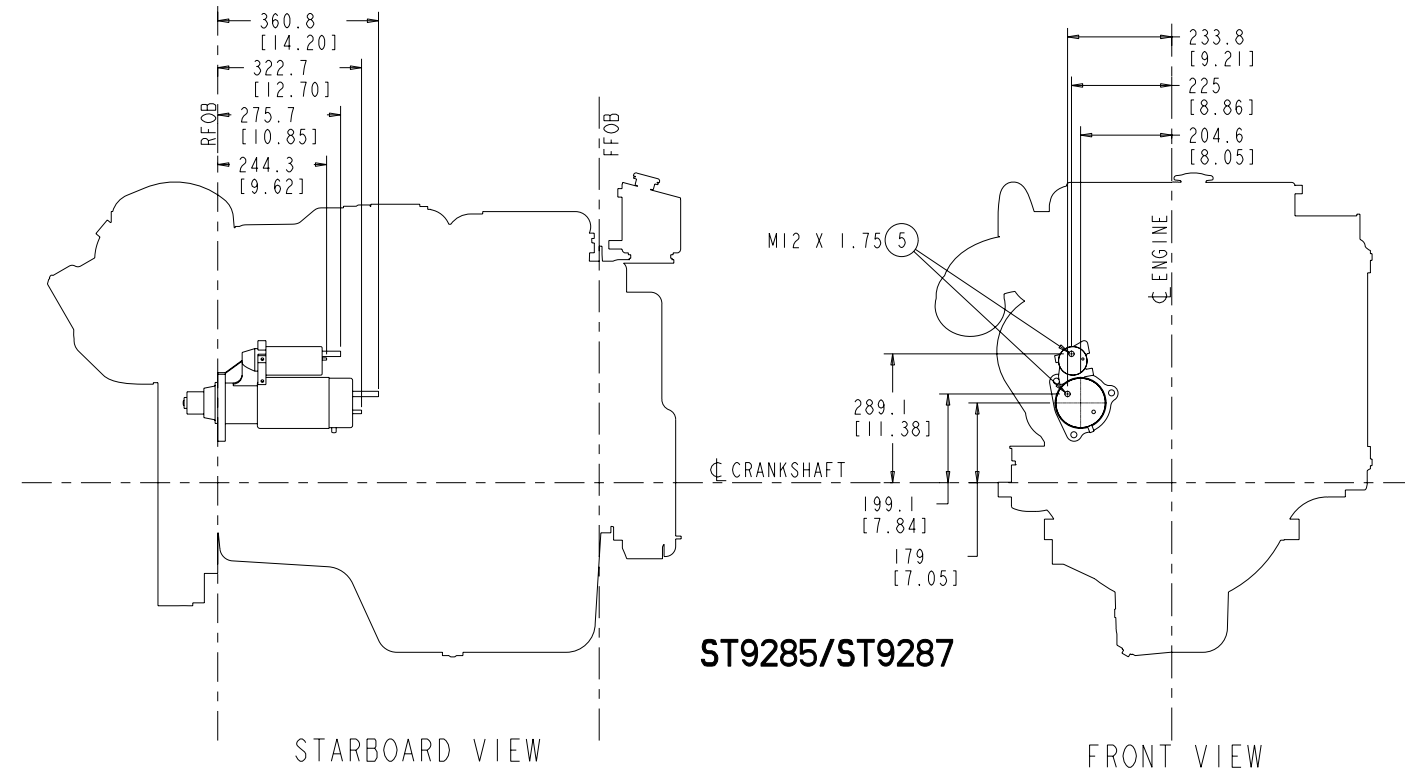 360.8
[14.20]
322.7
[12.70]
275.7
[10.85]
244.3
[9.62]
RFOB
FFOB
233.8
[9.21]
225
[8.86]
204.6
[8.05]
M12 X 1.75 5
℄ ENGINE
289.1
[11.38]
℄ CRANKSHAFT
199.1
[7.84]
179
[7.05]
ST9285/ST9287
STARBOARD VIEW
FRONT VIEW